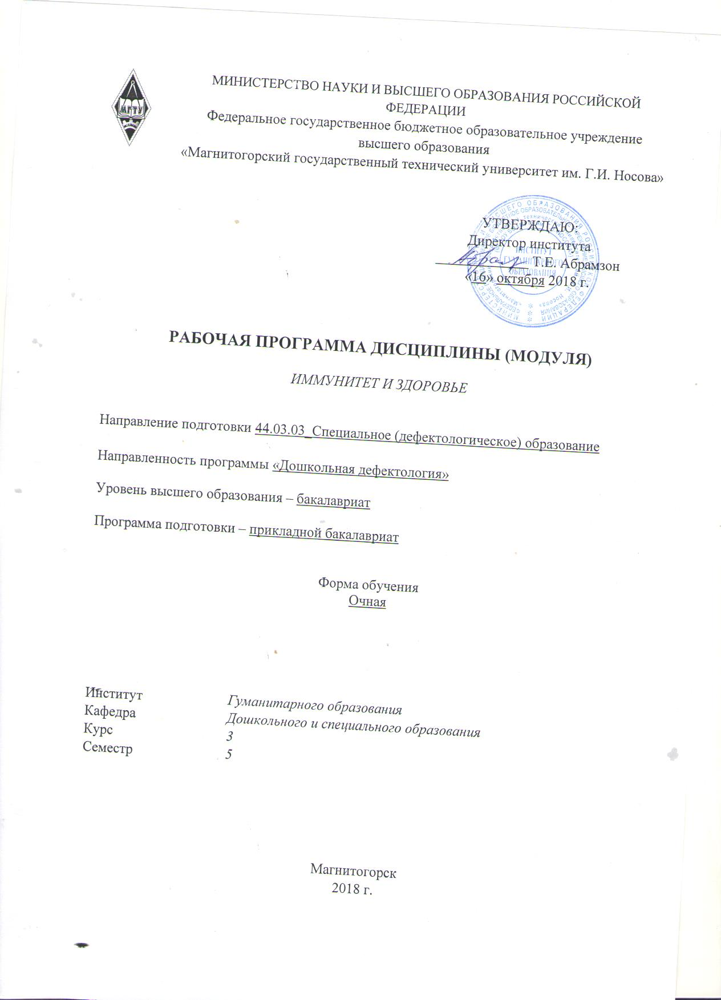 МГТУ
МИНИСТЕРСТВО НАУКИ И ВЫСШЕГО ОБРАЗОВАНИЯ РОССИЙСКОЙ
ФЕДЕРАЦИИ
Федеральное государственное бюджетное образовательное учреждение
высшего образования
«Магнитогорский государственный технический университет им. Г.И. Носова»
УТВЕРЖДАЮ:
Директор института
Т.Е. Абрамзон
«16» октября 2018 г.
ИНСТИТУТ
ГУМАНИТАРНОГО
ОБРАЗОВАНИЯ
РАБОЧАЯ ПРОГРАММА ДИСЦИПЛИНЫ (МОДУЛЯ)
ИММУНИТЕТ И ЗДОРОВЬЕ
Направление подготовки 44.03.03_Специальное (дефектологическое) образование
Направленность программы «Дошкольная дефектология»
Уровень высшего образования – бакалавриат
Программа подготовки – прикладной бакалавриат
Форма обучения
Очная
Институт Гуманитарного образования
Кафедра Дошкольного и специального образования
Курс 3
Семестр 5
Магнитогорск
2018 г.